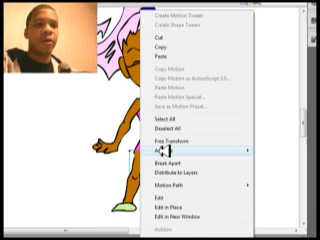 Create Motion Tween
Create Shape Tween
Cut
Copy
Paste
Copy Motion
Copy Motion as ActionScript 3.0...
Paste Motion
Paste Motion Special...
Save as Motion Preset...
Select All
Deselect All
Free Transform
Break Apart
Distribute to Layers
Motion Path
Edit
Edit in Place
Edit in New Window
Actions